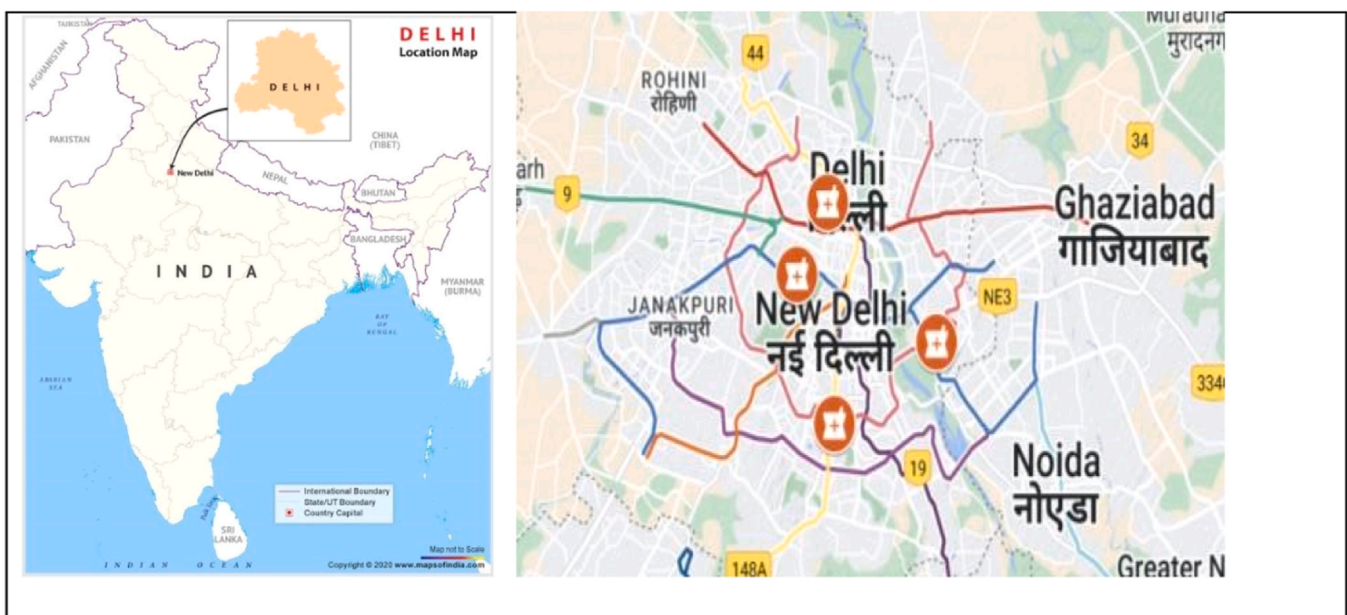 TAJIKISTAN
AFGHANISTAN
PAKISTAN
DELHI
DELHI
Location Map
CHINA
(TIBET)
New Delhi
NEPAL
BHUTAN
BANGLADESH
INDIA
MYANMAR
(BURMA)
BAY
OF
BENGAL
ARABIAN
SEA
SRI
LANKA
INDIAN OCEAN
International Boundary
State/UT Boundary
Country Capital
Map not to Scale
Copyright © 2020 www.mapsofindia.com
44
ROHINI
रोहिणी
मुरादनग
34
arh
9
Delhi
Ghaziabad
गाजियाबाद
JANAKPURI
जनकपुरी
New Delhi
नई दिल्ली
NE3
334
19
Noida
नोएडा
148A
Greater N